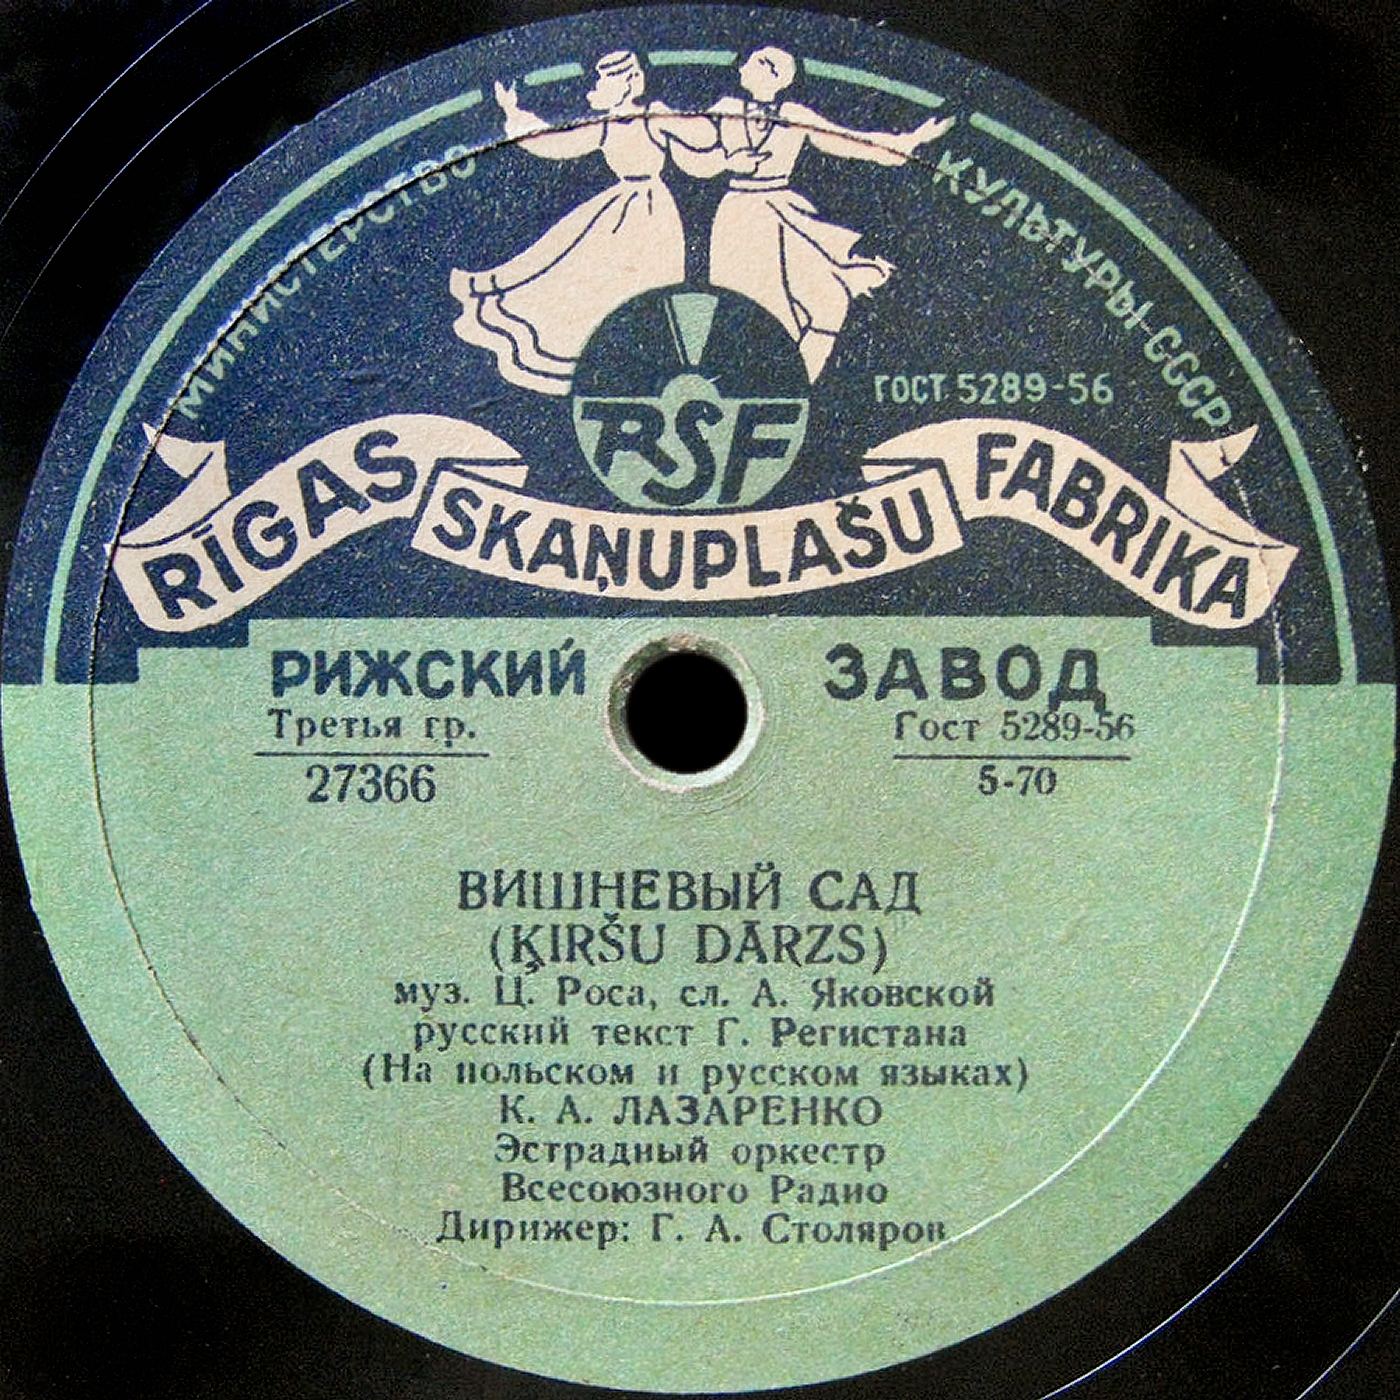 МИНИСТЕРСТВО КУЛЬТУРЫ СССР
ГОСТ 5289-56
RSF
RĪGAS SKAŅUPLAŠU FABRIKA
РИЖСКИЙ ЗАВОД
Третья гр. Гост 5289-56
27366 5-70
ВИШНЕВЫЙ САД
(ĶIRŠU DĀRZS)
муз. Ц. Роса, сл. А. Яковской
русский текст Г. Регистана
(На польском и русском языках)
К. А. ЛАЗАРЕНКО
Эстрадный оркестр
Всесоюзного Радио
Дирижер: Г. А. Столяров